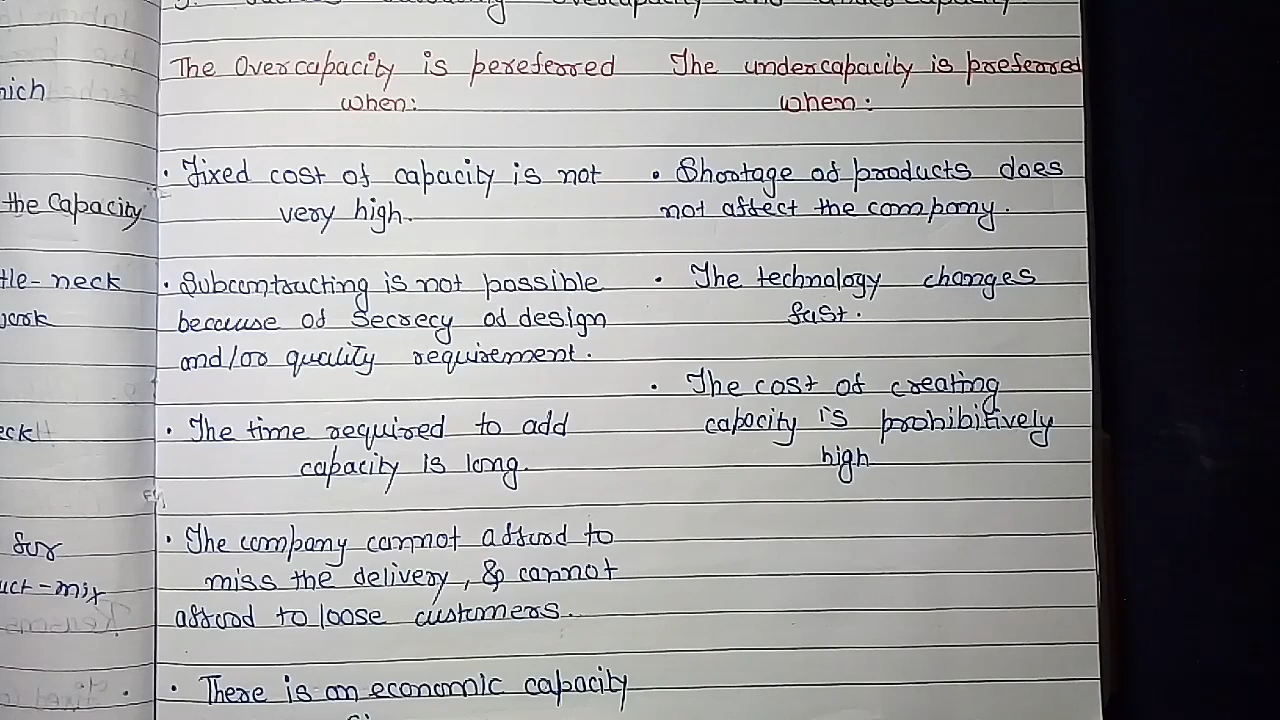 The Overcapacity is pereferred
when:
• Fixed cost of capacity is not
very high.
• Subcontracting is not possible
because of secrecy of design
and/or quality requirement.
• The time required to add
capacity is long.
• The company cannot afford to
miss the delivery, & cannot
afford to loose customers.
• There is an economic capacity
The undercapacity is preferred
when:
• Shortage of products does
not affect the company.
• The technology changes
fast.
• The cost of creating
capacity is prohibitively
high
the Capacity
tle-neck
for
uct-mix